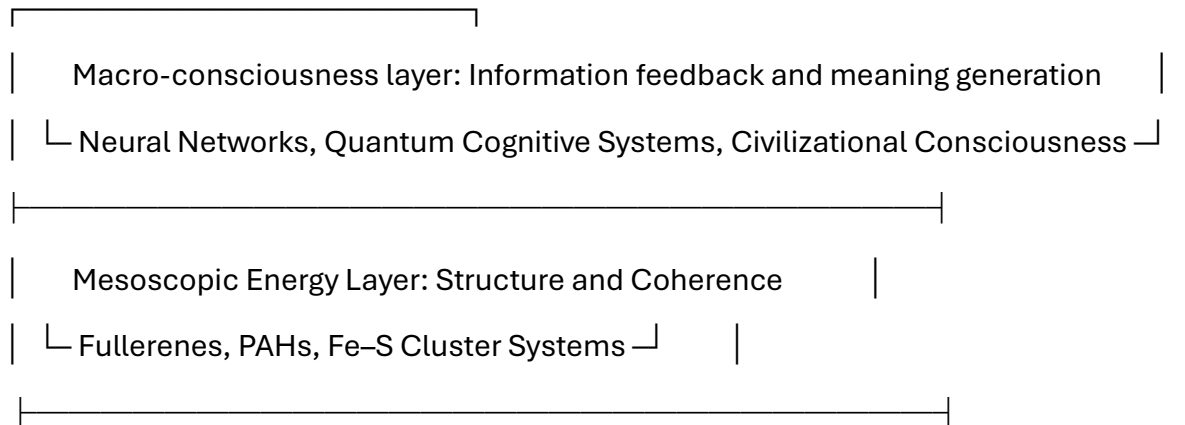 Macro-consciousness layer: Information feedback and meaning generation
Neural Networks, Quantum Cognitive Systems, Civilizational Consciousness
Mesoscopic Energy Layer: Structure and Coherence
Fullerenes, PAHs, Fe–S Cluster Systems